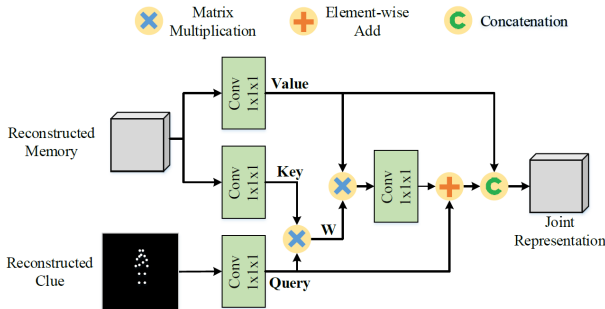 Matrix
Multiplication
Element-wise
Add
Concatenation
Reconstructed
Memory
Conv
1x1x1
Value
Conv
1x1x1
Key
Conv
1x1x1
W
Reconstructed
Clue
Conv
1x1x1
Query
C
C
Joint
Representation